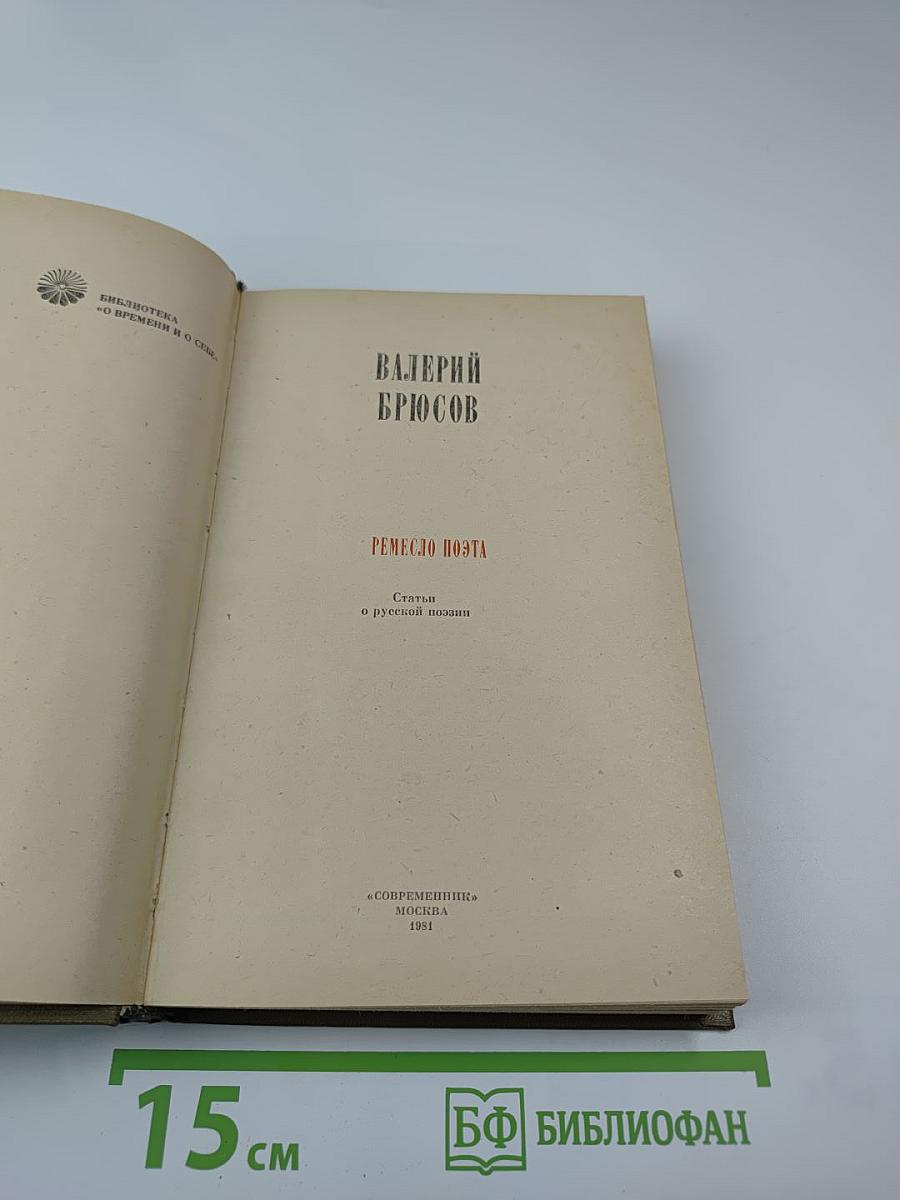 БИБЛИОТЕКА
«О ВРЕМЕНИ И О СЕБЕ»
ВАЛЕРИЙ
БРЮСОВ
РЕМЕСЛО ПОЭТА
Статьи
о русской поэзии
«СОВРЕМЕННИК»
МОСКВА
1981
15 см
БФ БИБЛИОФАН